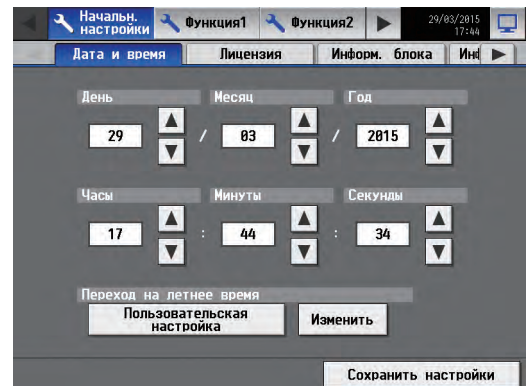 Начальн.
настройки
Функция1
Функция2
29/03/2015
17:44
Дата и время
Лицензия
Информ. блока
Инф
День
Месяц
Год
29 / 03 / 2015
Часы
Минуты
Секунды
17 : 44 : 34
Переход на летнее время
Пользовательская
настройка
Изменить
Сохранить настройки